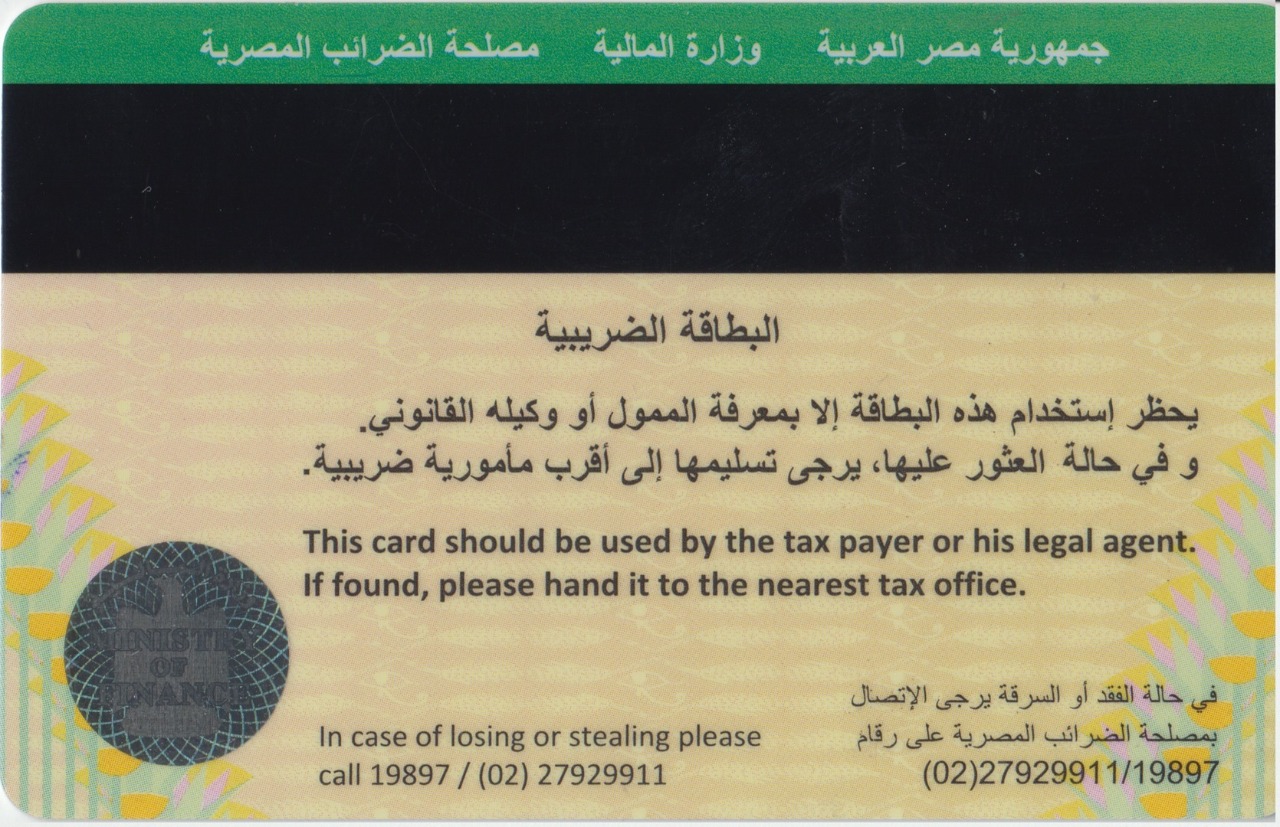 جمهورية مصر العربية وزارة المالية مصلحة الضرائب المصرية
البطاقة الضريبية
يحظر إستخدام هذه البطاقة إلا بمعرفة الممول أو وكيله القانوني.
و في حالة العثور عليها، يرجى تسليمها إلى أقرب مأمورية ضريبية.
This card should be used by the tax payer or his legal agent.
If found, please hand it to the nearest tax office.
MINISTRY
OF
FINANCE
في حالة الفقد أو السرقة يرجى الإتصال
بمصلحة الضرائب المصرية على رقام
(02)27929911/19897
In case of losing or stealing please
call 19897 / (02) 27929911